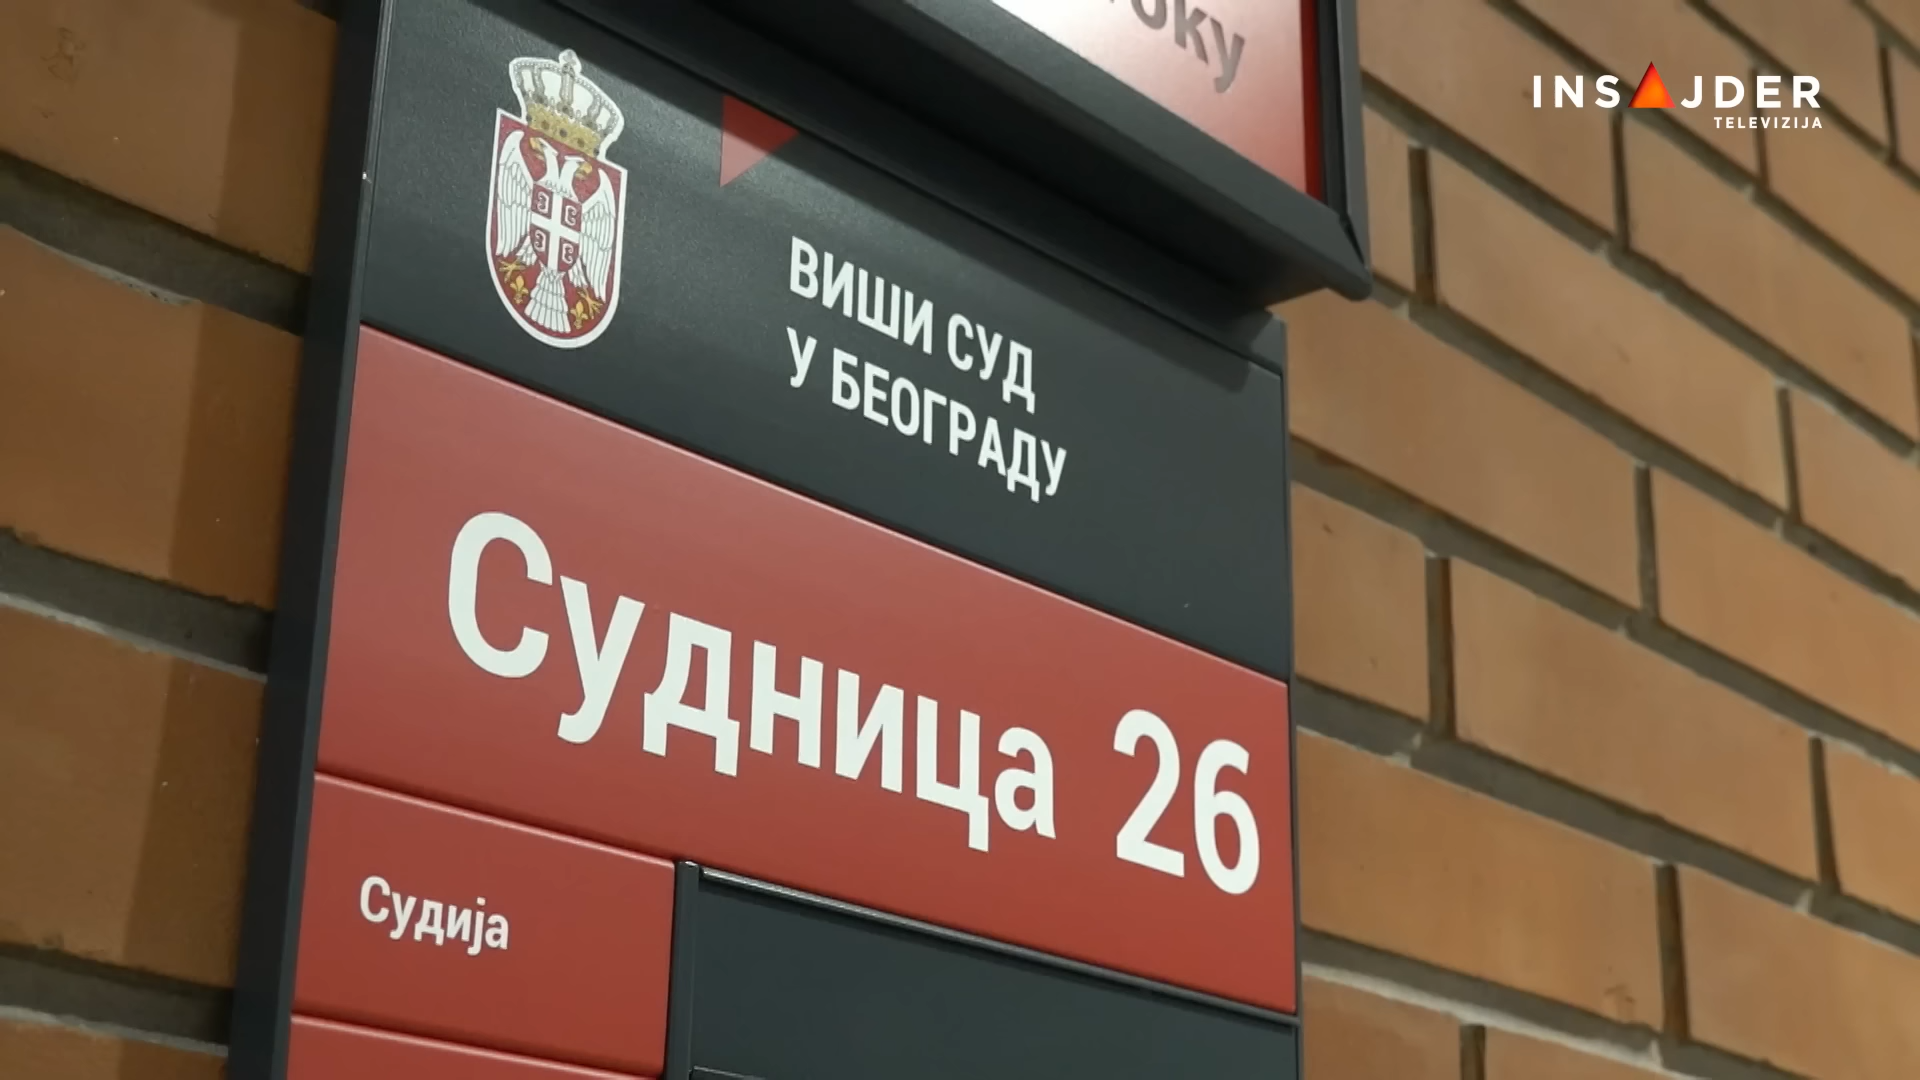 INSAJDER
TELEVIZIJA
ВИШИ СУД
У БЕОГРАДУ
Судница 26
Судија